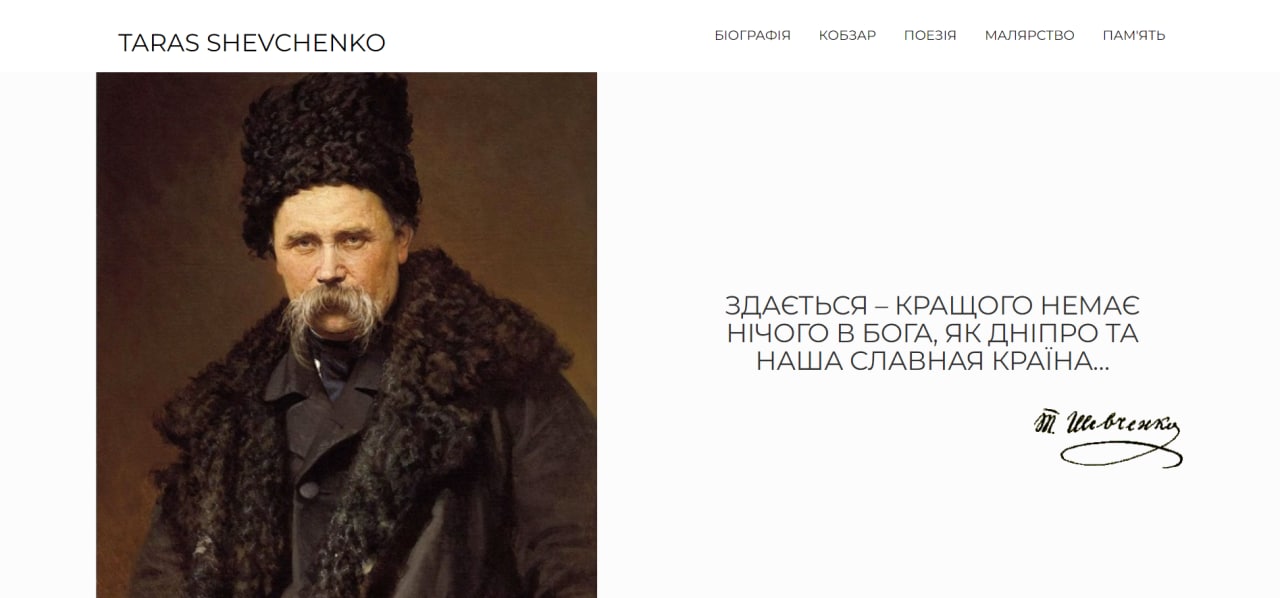 TARAS SHEVCHENKO
БІОГРАФІЯ КОБЗАР ПОЕЗІЯ МАЛЯРСТВО ПАМ'ЯТЬ
ЗДАЄТЬСЯ – КРАЩОГО НЕМАЄ
НІЧОГО В БОГА, ЯК ДНІПРО ТА
НАША СЛАВНАЯ КРАЇНА...
Т. Шевченко